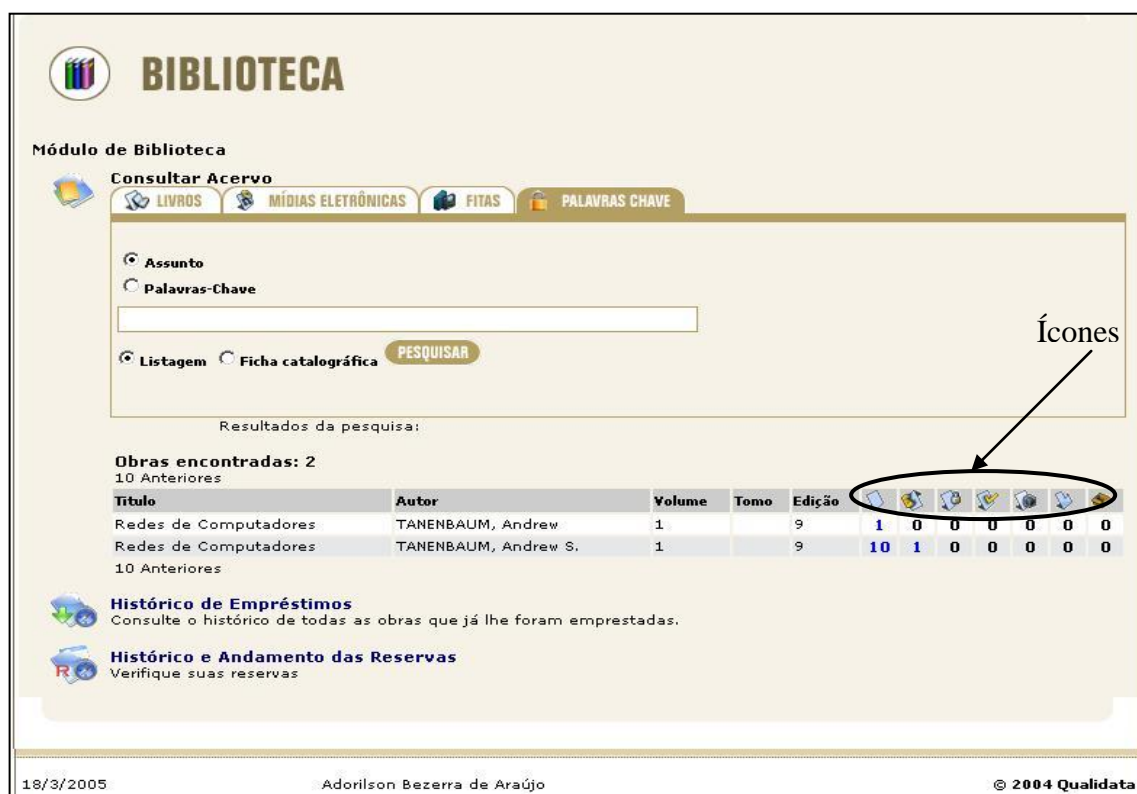 BIBLIOTECA
Módulo de Biblioteca
Consultar Acervo
LIVROS MÍDIAS ELETRÔNICAS FITAS PALAVRAS CHAVE
Assunto
Palavras-Chave
Ícones
Listagem Ficha catalográfica PESQUISAR
Resultados da pesquisa:
Obras encontradas: 2
10 Anteriores
Titulo Autor Volume Tomo Edição
Redes de Computadores TANENBAUM, Andrew 1 9 1 0 0 0 0 0 0
Redes de Computadores TANENBAUM, Andrew S. 1 9 10 1 0 0 0 0 0
10 Anteriores
Histórico de Empréstimos
Consulte o histórico de todas as obras que já lhe foram emprestadas.
R
Histórico e Andamento das Reservas
Verifique suas reservas
18/3/2005 Adorilson Bezerra de Araújo © 2004 Qualidata